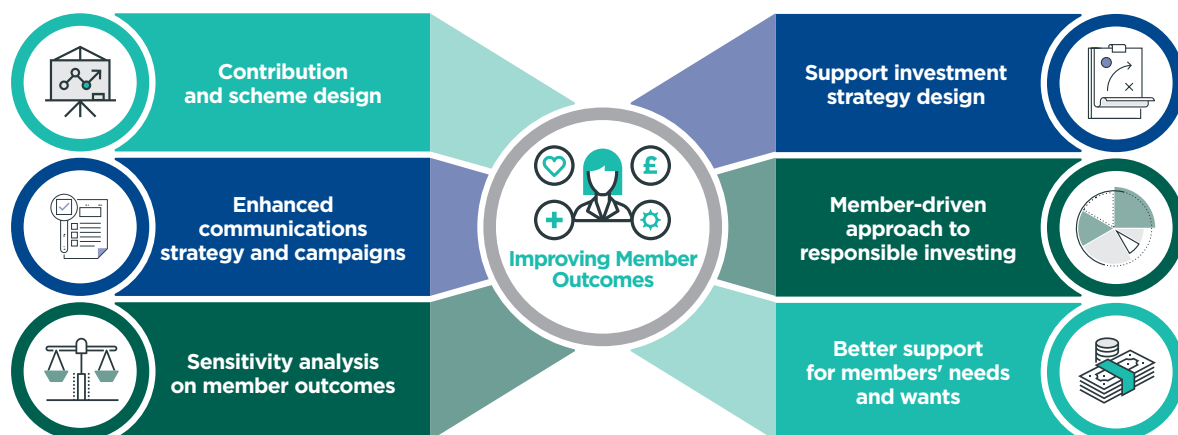 Contribution
and scheme design
Enhanced
communications
strategy and campaigns
Sensitivity analysis
on member outcomes
£
Improving Member
Outcomes
Support investment
strategy design
Member-driven
approach to
responsible investing
Better support
for members' needs
and wants